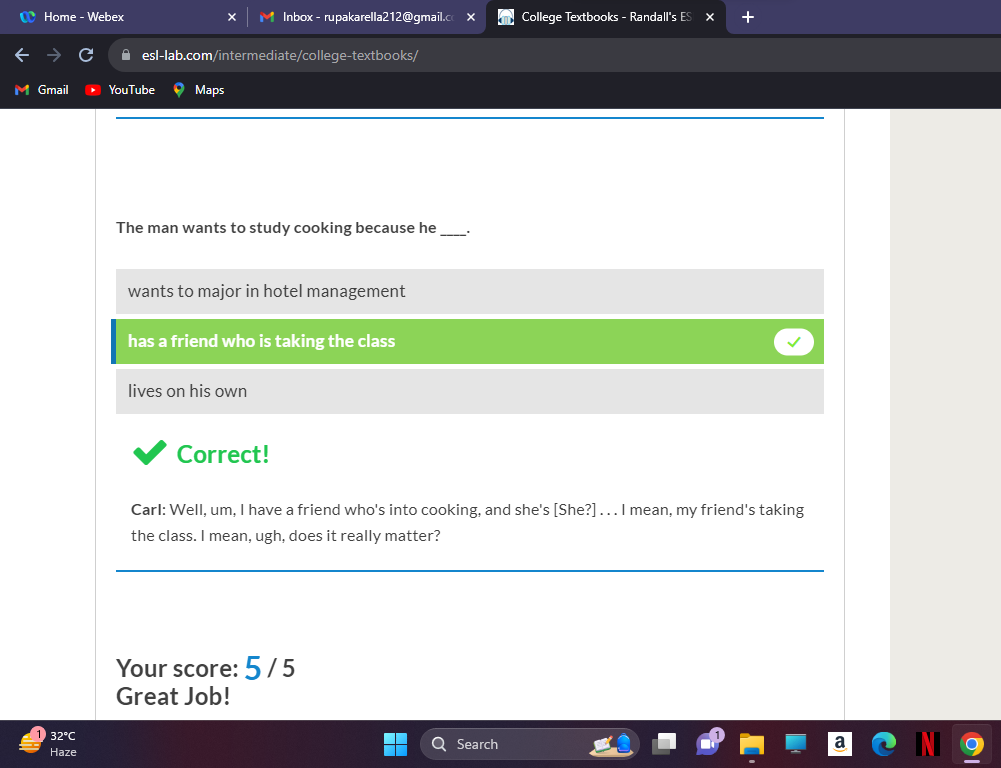 Home - Webex
Inbox - rupakarella212@gmail.c
College Textbooks - Randall's ES
esl-lab.com/intermediate/college-textbooks/
Gmail
YouTube
Maps
The man wants to study cooking because he ____.
wants to major in hotel management
has a friend who is taking the class
lives on his own
Correct!
Carl: Well, um, I have a friend who's into cooking, and she's [She?] . . . I mean, my friend's taking
the class. I mean, ugh, does it really matter?
Your score: 5 / 5
Great Job!
1
32°C
Haze
Search
1
a
N